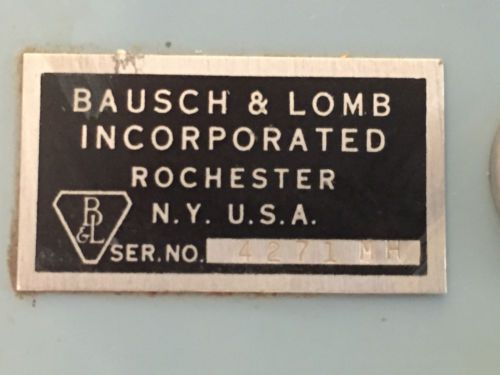 BAUSCH & LOMB
INCORPORATED
ROCHESTER
N.Y. U.S.A.
B&L
SER.NO. 4271 MH